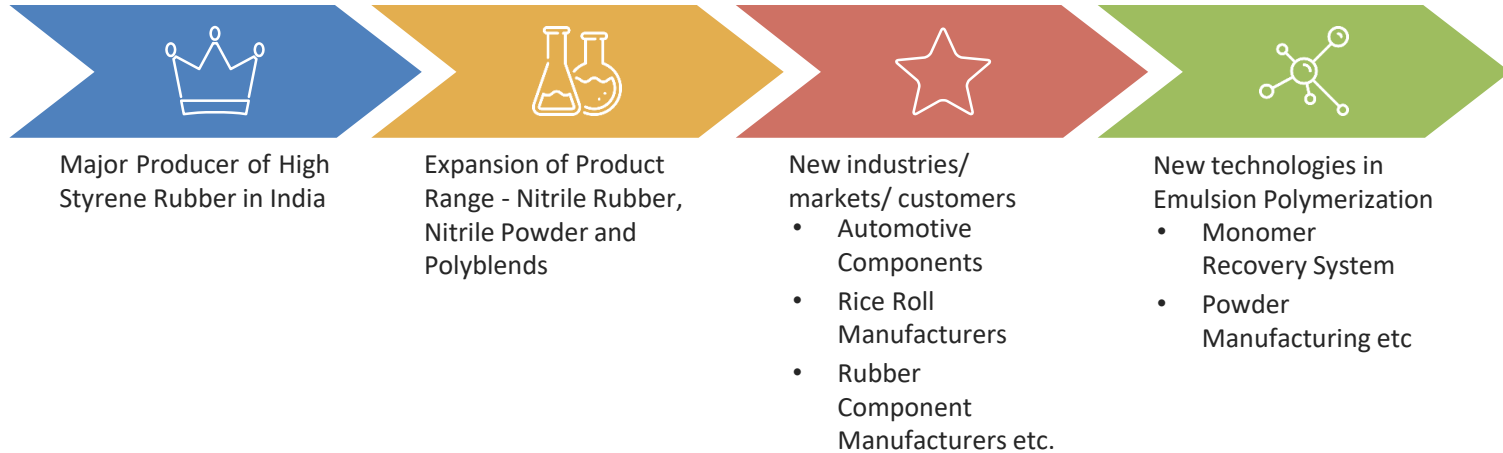 Major Producer of High
Styrene Rubber in India
Expansion of Product
Range - Nitrile Rubber,
Nitrile Powder and
Polyblends
New industries/
markets/ customers
• Automotive
Components
• Rice Roll
Manufacturers
• Rubber
Component
Manufacturers etc.
New technologies in
Emulsion Polymerization
• Monomer
Recovery System
• Powder
Manufacturing etc